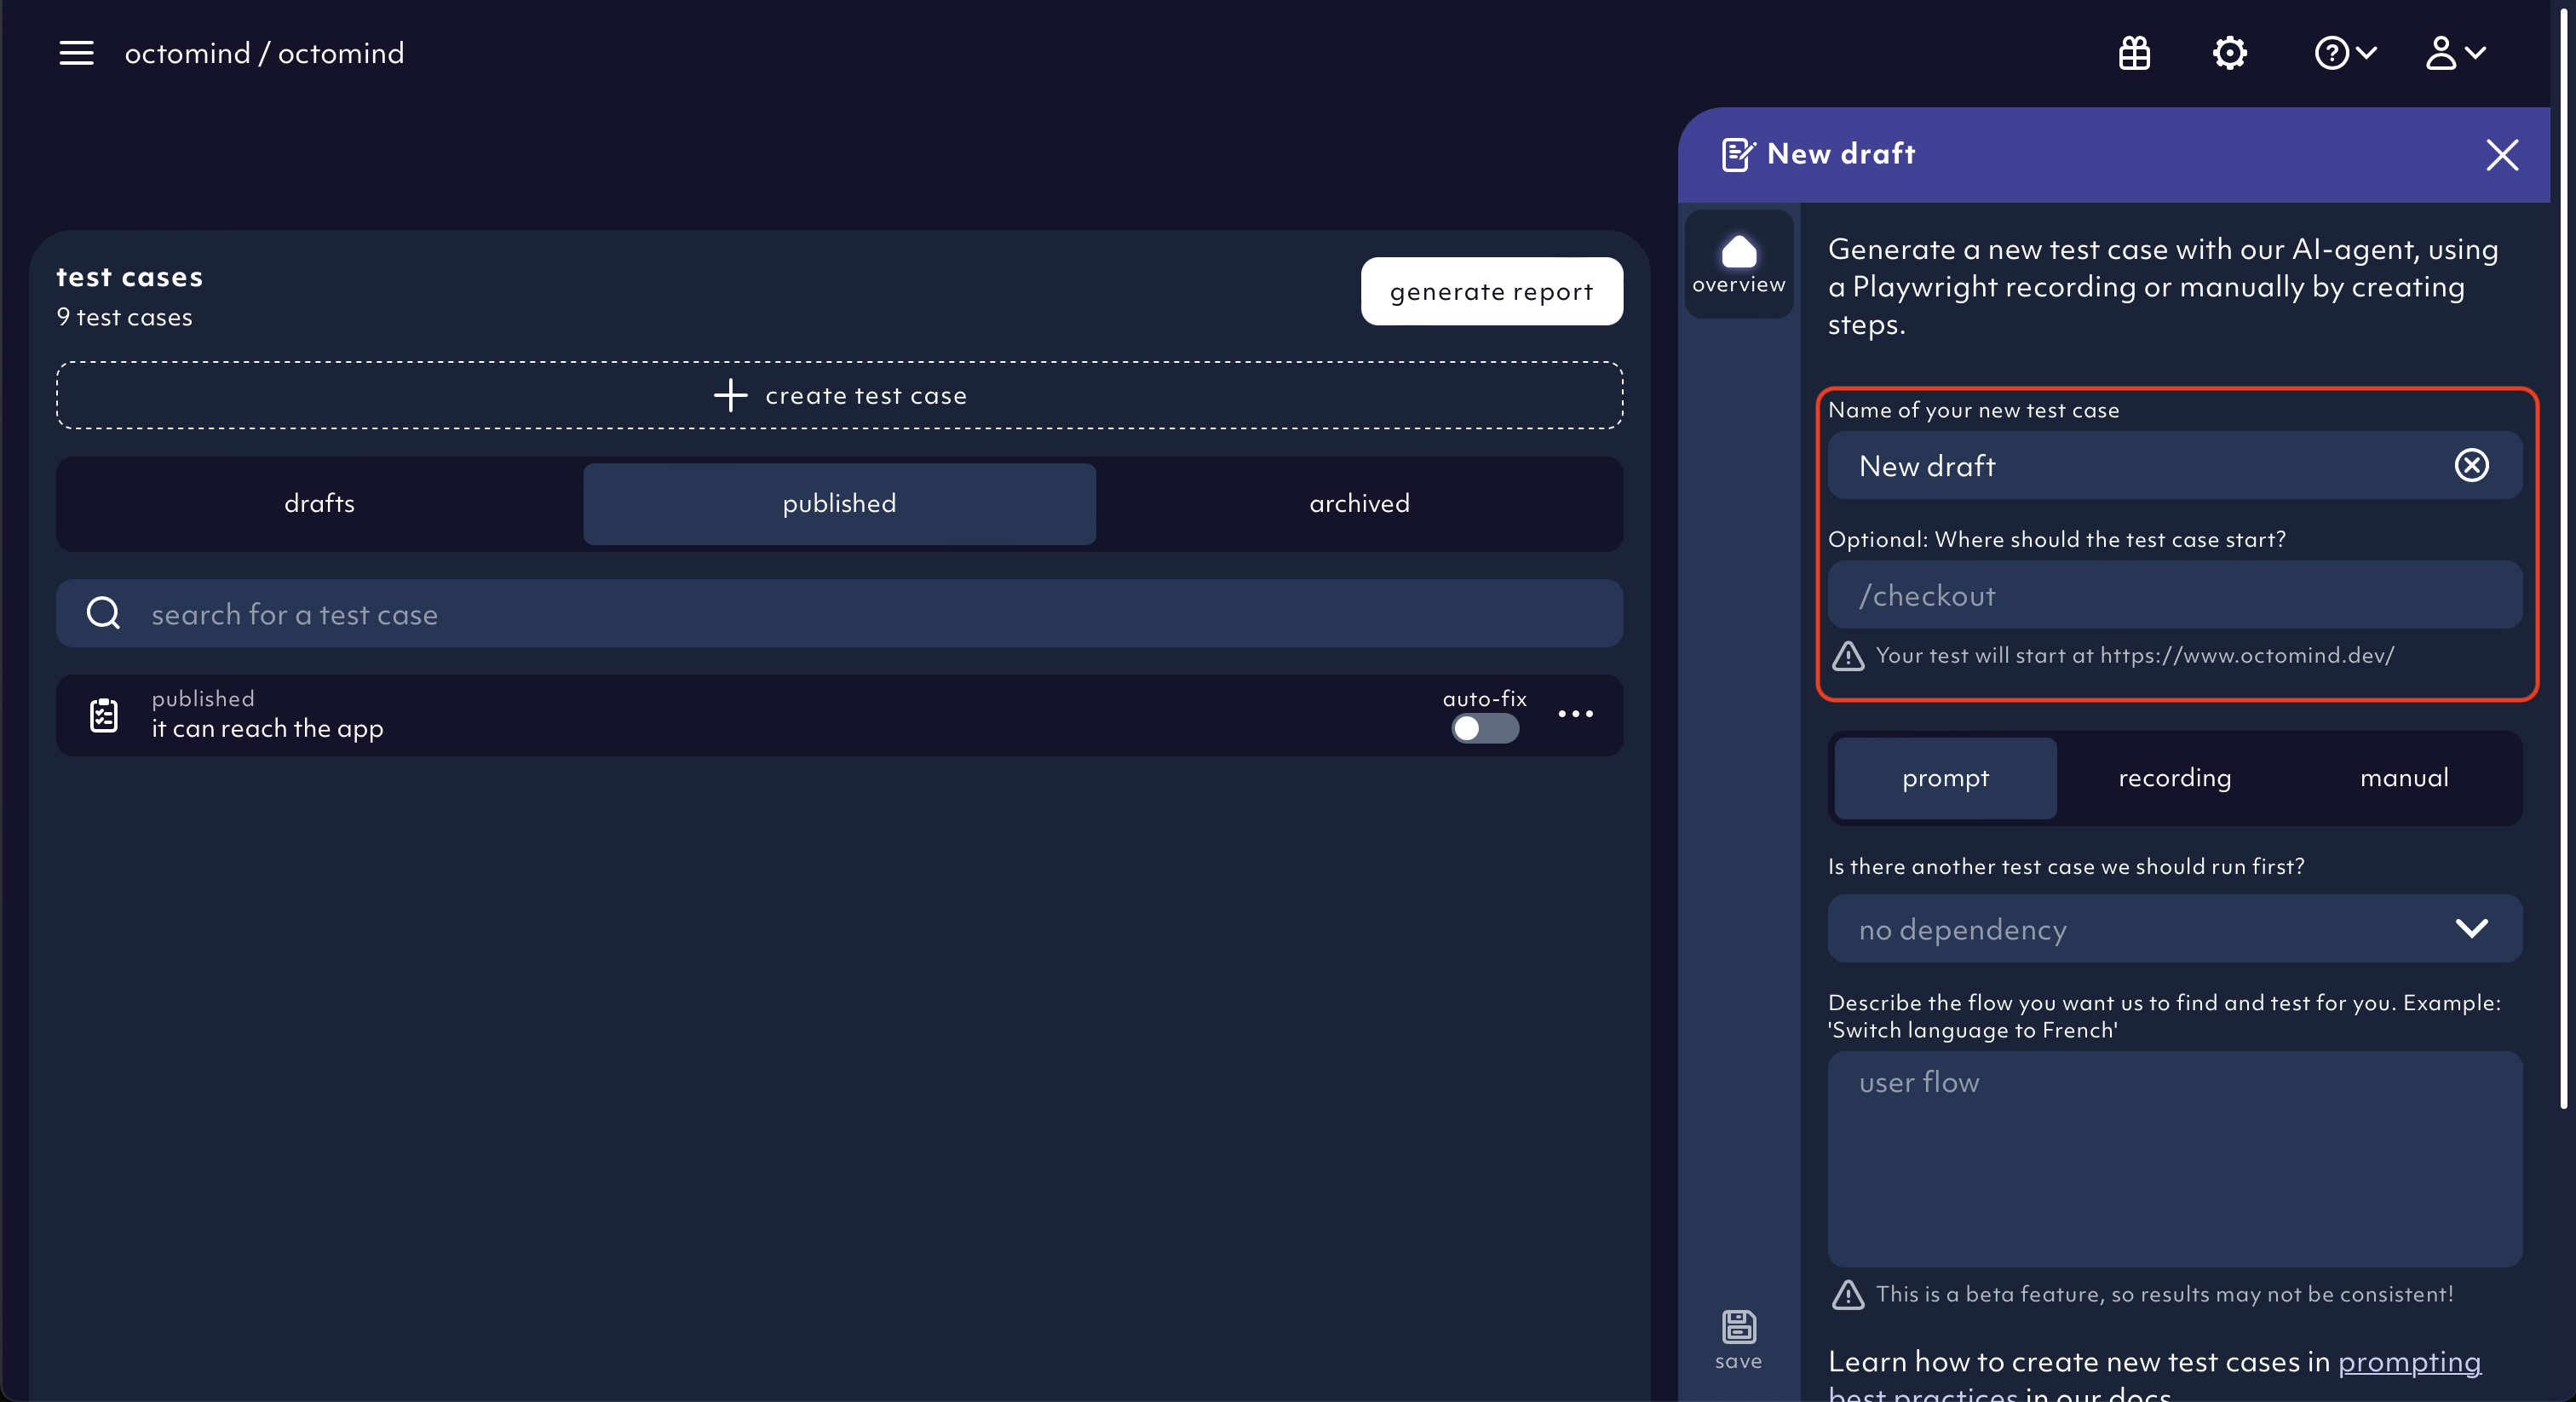 octomind / octomind
New draft
overview
Generate a new test case with our AI-agent, using
a Playwright recording or manually by creating
steps.
test cases
9 test cases
generate report
create test case
drafts
published
archived
search for a test case
published
it can reach the app
auto-fix
Name of your new test case
New draft
Optional: Where should the test case start?
/checkout
Your test will start at https://www.octomind.dev/
prompt
recording
manual
Is there another test case we should run first?
no dependency
Describe the flow you want us to find and test for you. Example:
'Switch language to French'
user flow
This is a beta feature, so results may not be consistent!
save
Learn how to create new test cases in prompting
best practices in our docs